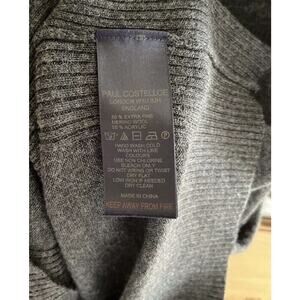 PAUL COSTELLOE
LONDON W1U 8JH
ENGLAND
50 % EXTRA FINE
MERINO WOOL
50 % ACRYLIC
HAND WASH COLD
WASH WITH LIKE
COLOURS
USE NON CHLORINE
BLEACH ONLY
DO NOT WRING OR TWIST
DRY FLAT
LOW IRON IF NEEDED
DRY CLEAN
MADE IN CHINA
KEEP AWAY FROM FIRE